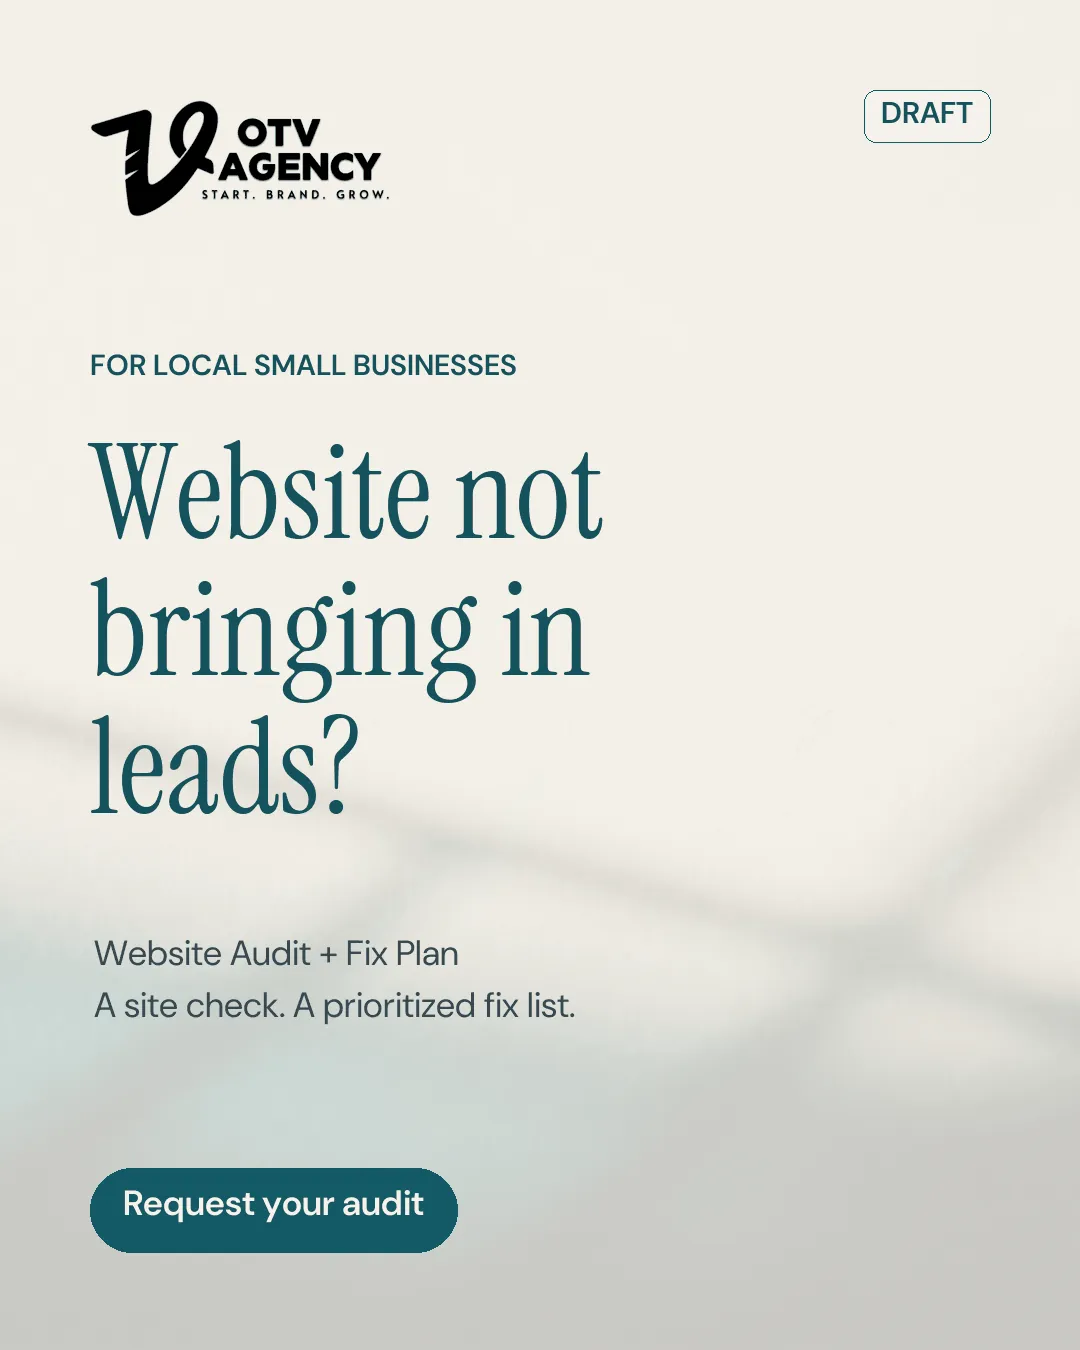 OTV
AGENCY
START. BRAND. GROW.
DRAFT
FOR LOCAL SMALL BUSINESSES
Website not
bringing in
leads?
Website Audit + Fix Plan
A site check. A prioritized fix list.
Request your audit